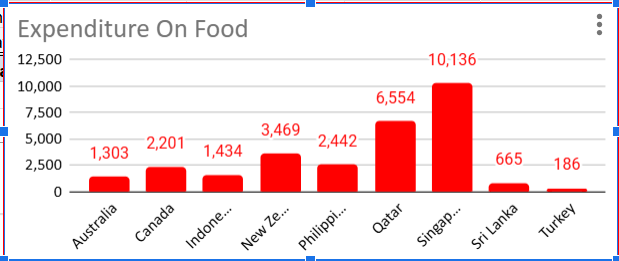 Expenditure On Food
12,500
10,000
7,500
5,000
2,500
0
1,303
2,201
1,434
3,469
2,442
6,554
10,136
665
186
Australia
Canada
Indone...
New Ze...
Philippi...
Qatar
Singap...
Sri Lanka
Turkey